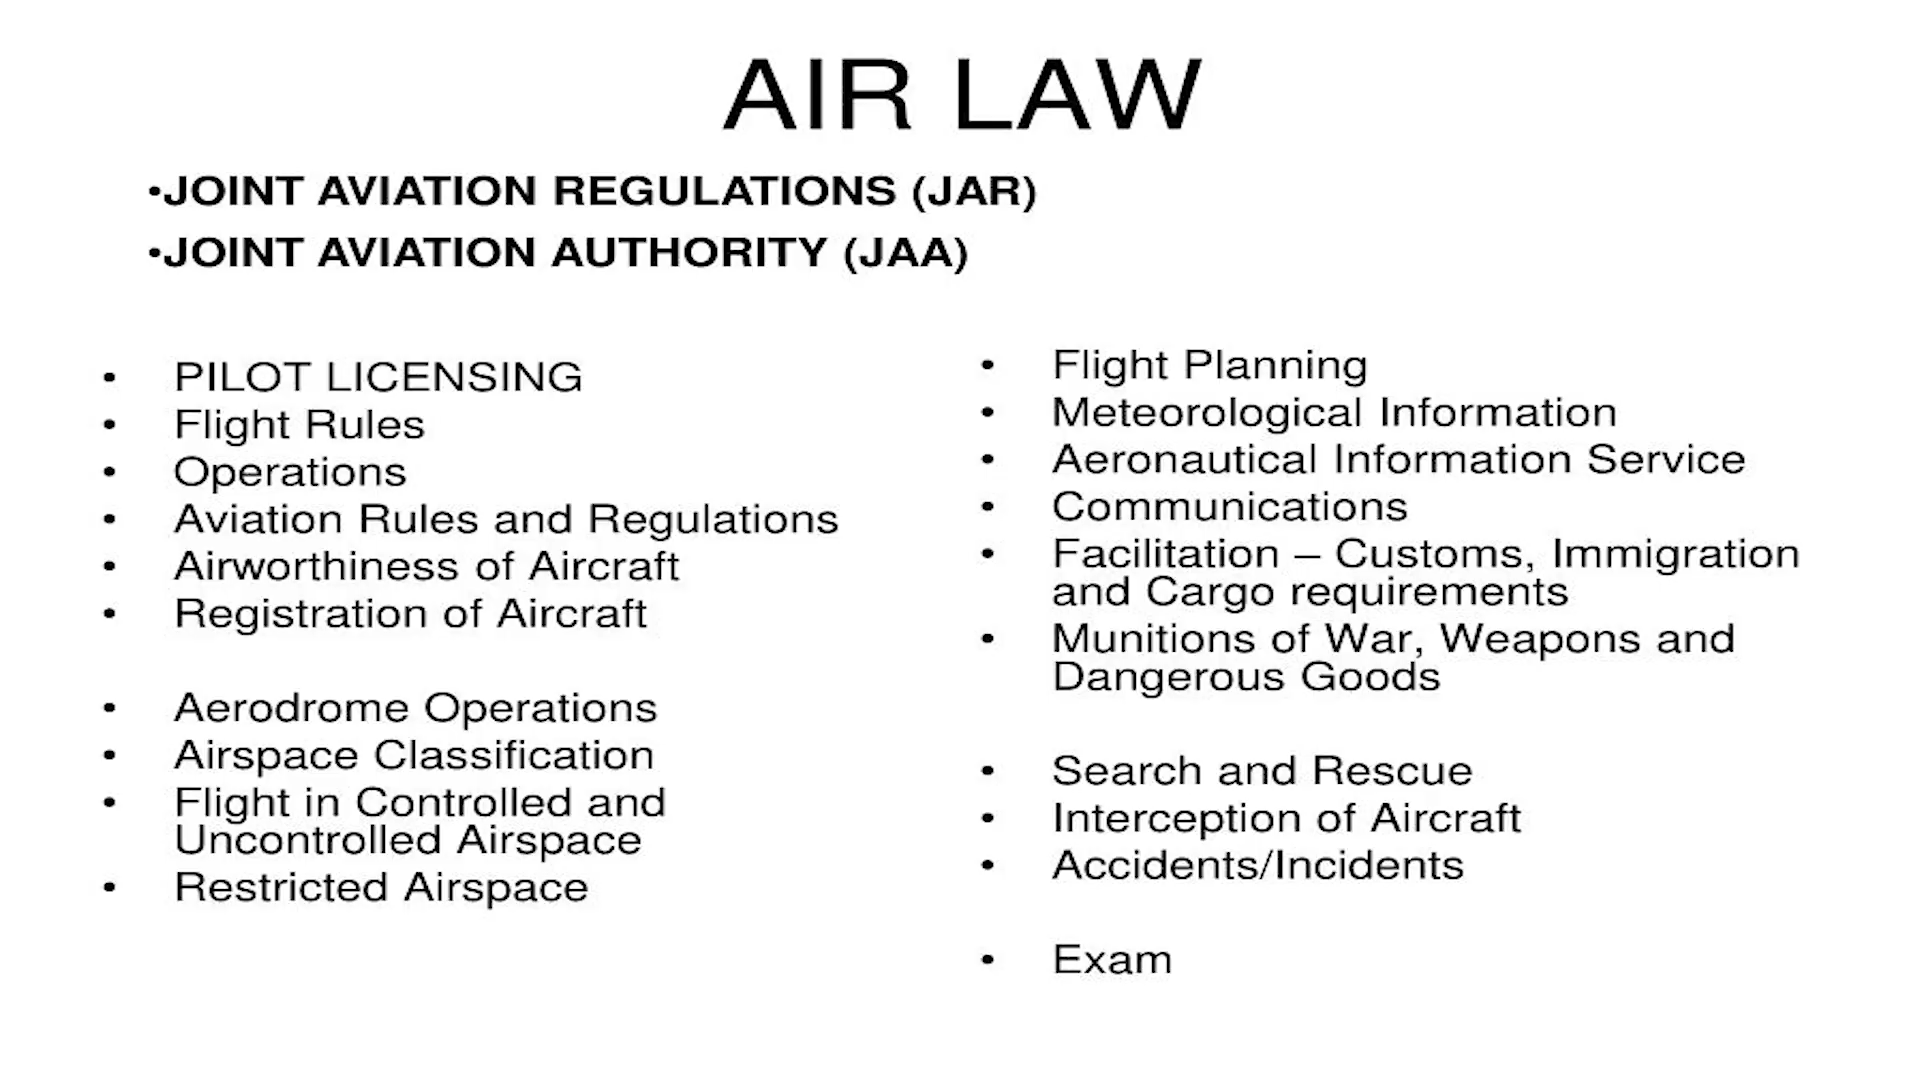 AIR LAW
•JOINT AVIATION REGULATIONS (JAR)
•JOINT AVIATION AUTHORITY (JAA)
• PILOT LICENSING
• Flight Rules
• Operations
• Aviation Rules and Regulations
• Airworthiness of Aircraft
• Registration of Aircraft
• Aerodrome Operations
• Airspace Classification
• Flight in Controlled and
Uncontrolled Airspace
• Restricted Airspace
• Flight Planning
• Meteorological Information
• Aeronautical Information Service
• Communications
• Facilitation – Customs, Immigration
and Cargo requirements
• Munitions of War, Weapons and
Dangerous Goods
• Search and Rescue
• Interception of Aircraft
• Accidents/Incidents
• Exam